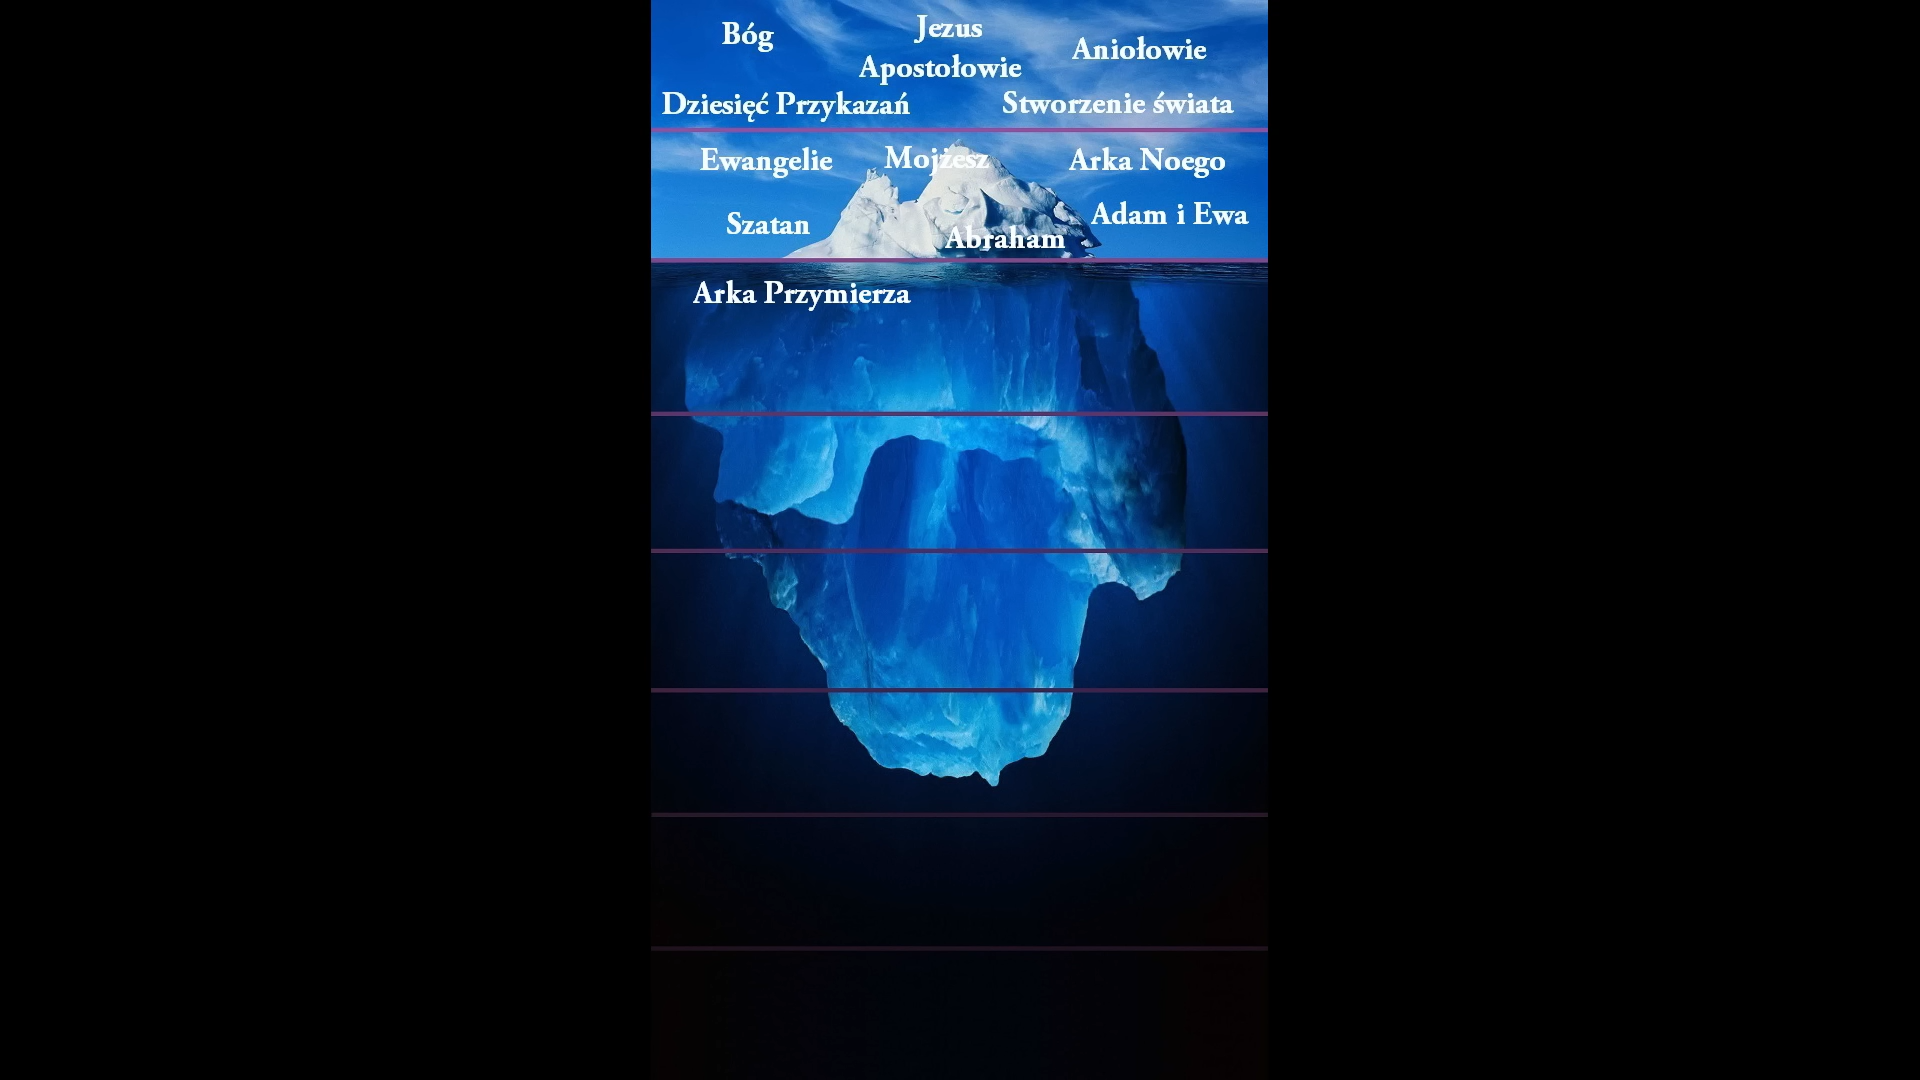 Bóg
Jezus
Aniołowie
Apostołowie
Dziesięć Przykazań
Stworzenie świata
Ewangelie
Mojżesz
Arka Noego
Szatan
Adam i Ewa
Abraham
Arka Przymierza